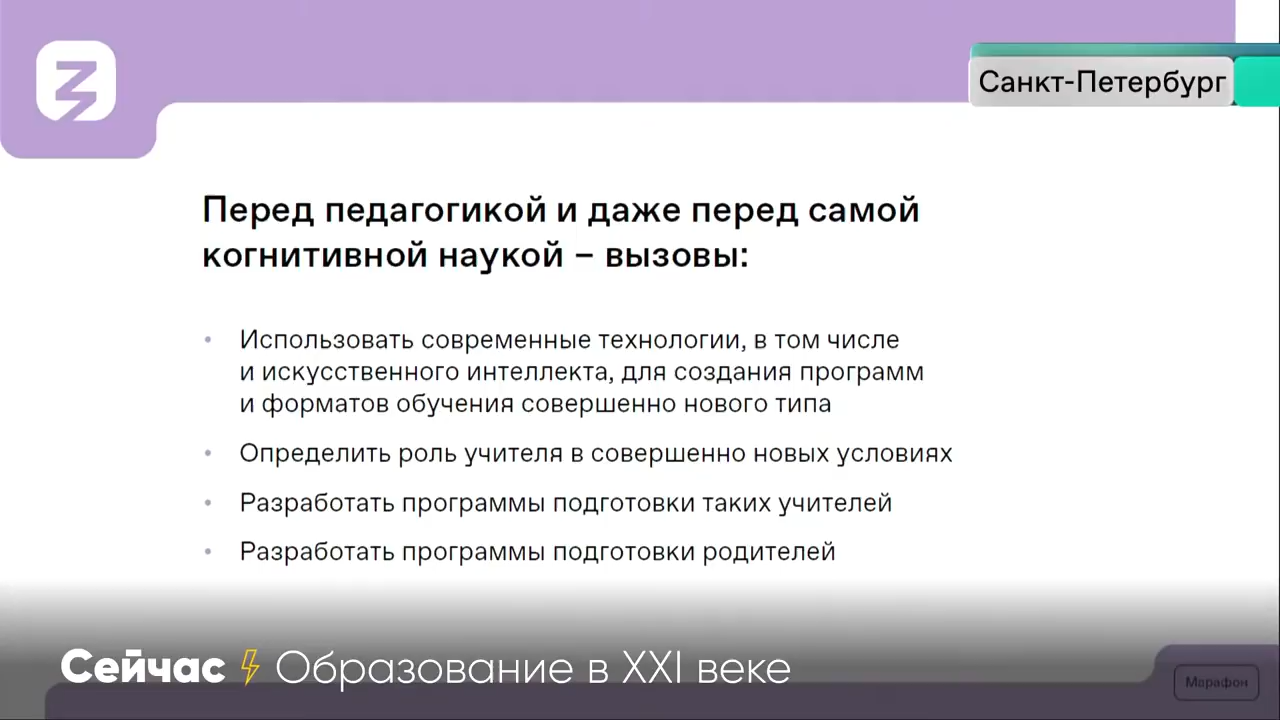 Санкт-Петербург
Перед педагогикой и даже перед самой
когнитивной наукой – вызовы:
• Использовать современные технологии, в том числе
и искусственного интеллекта, для создания программ
и форматов обучения совершенно нового типа
• Определить роль учителя в совершенно новых условиях
• Разработать программы подготовки таких учителей
• Разработать программы подготовки родителей
Сейчас Образование в XXI веке
Марафон